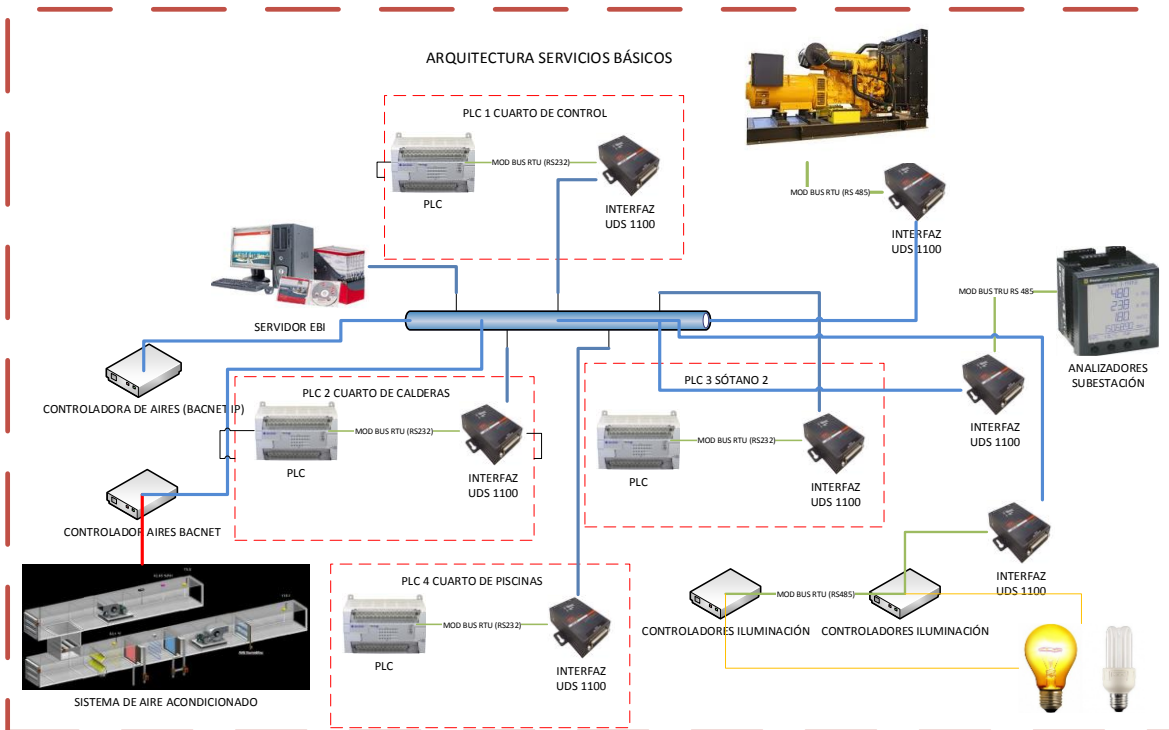 ARQUITECTURA SERVICIOS BÁSICOS
PLC 1 CUARTO DE CONTROL
MOD BUS RTU (RS232)
PLC
INTERFAZ
UDS 1100
MOD BUS RTU (RS 485)
INTERFAZ
UDS 1100
SERVIDOR EBI
MOD BUS TRU RS 485
480
ANALIZADORES
SUBESTACIÓN
CONTROLADORA DE AIRES (BACNET IP)
PLC 2 CUARTO DE CALDERAS
MOD BUS RTU (RS232)
PLC
INTERFAZ
UDS 1100
PLC 3 SÓTANO 2
MOD BUS RTU (RS232)
PLC
INTERFAZ
UDS 1100
INTERFAZ
UDS 1100
CONTROLADOR AIRES BACNET
SISTEMA DE AIRE ACONDICIONADO
PLC 4 CUARTO DE PISCINAS
MOD BUS RTU (RS232)
PLC
INTERFAZ
UDS 1100
INTERFAZ
UDS 1100
MOD BUS RTU (RS485)
CONTROLADORES ILUMINACIÓN
CONTROLADORES ILUMINACIÓN